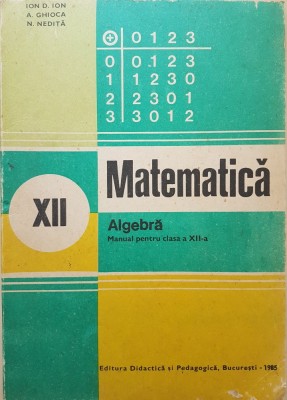 ION D. ION
A. GHIOCA
N. NEDIȚĂ
⊕ 0 1 2 3
0 0 1 2 3
1 1 2 3 0
2 2 3 0 1
3 3 0 1 2
XII
Matematică
Algebră
Manual pentru clasa a XII-a
Editura Didactică și Pedagogică, București - 1985